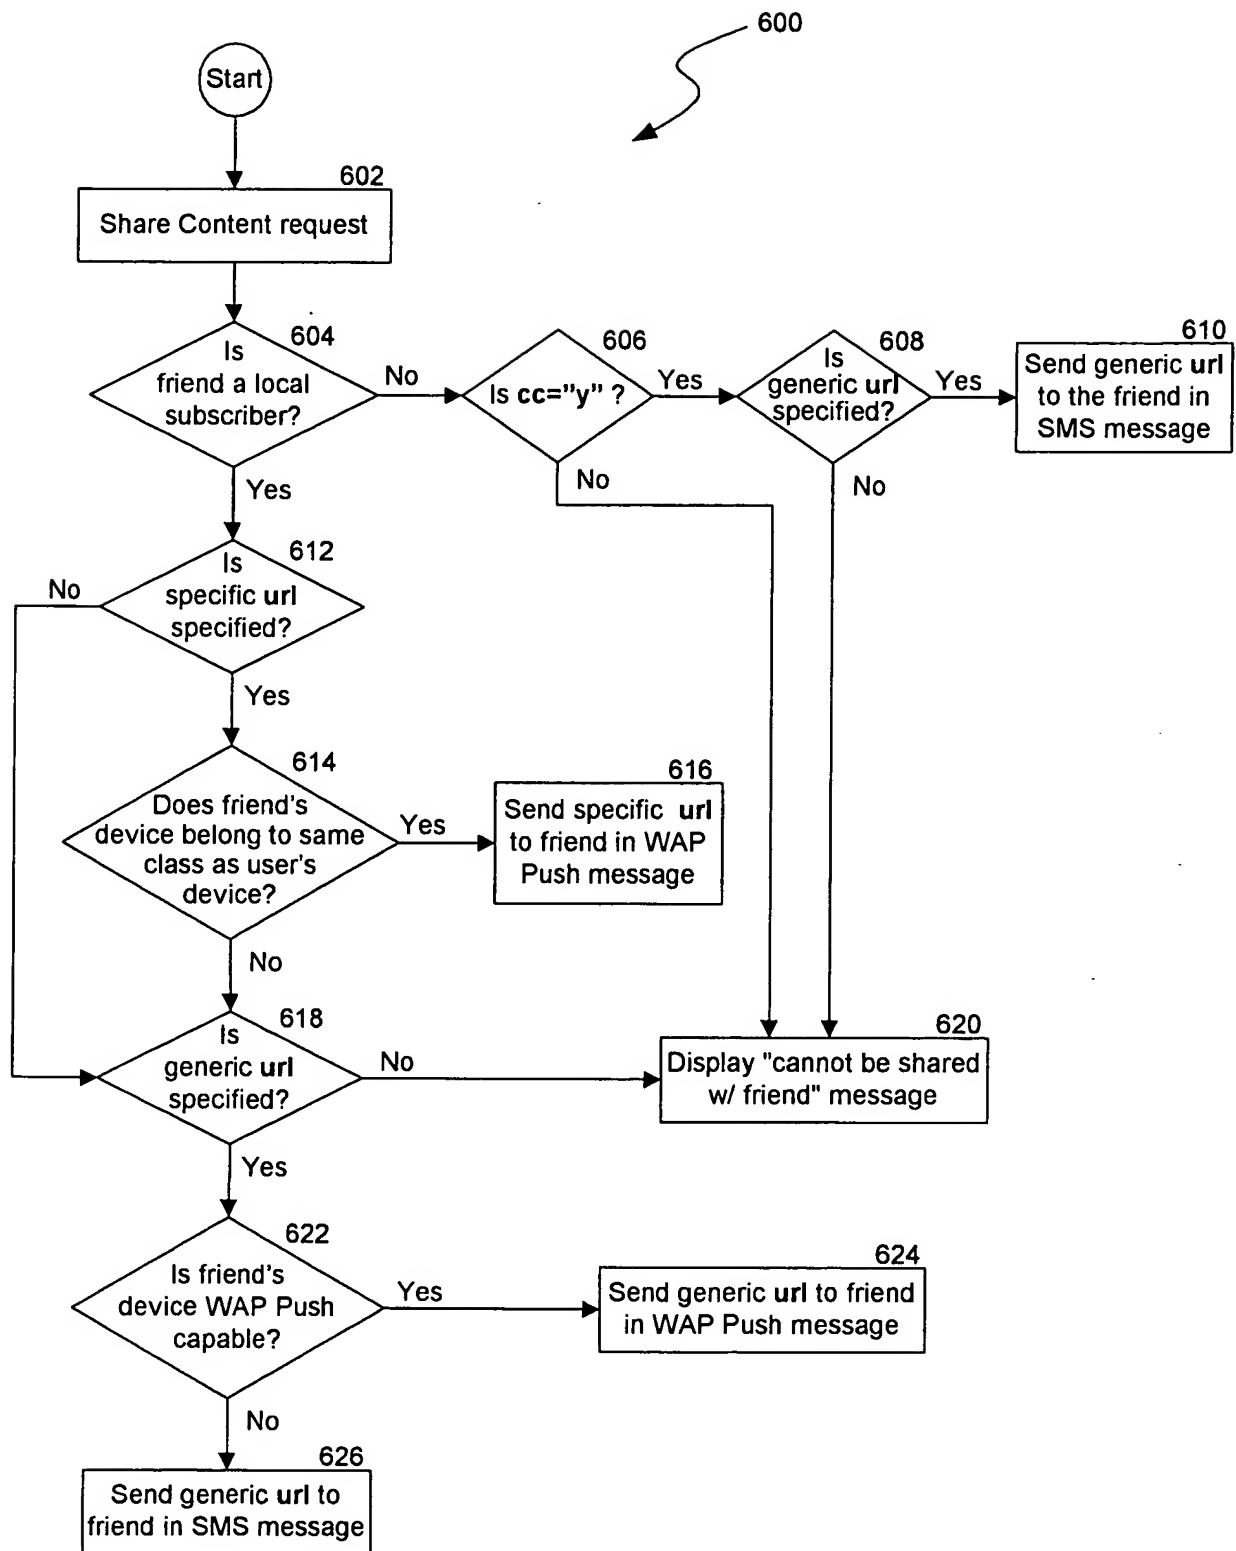 600
Start
602
Share Content request
604
Is
friend a local
subscriber?
No
606
Is cc="y" ?
Yes
608
Is
generic url
specified?
Yes
610
Send generic url
to the friend in
SMS message
Yes
No
No
612
Is
specific url
specified?
No
Yes
614
Does friend's
device belong to same
class as user's
device?
Yes
616
Send specific url
to friend in WAP
Push message
No
618
Is
generic url
specified?
No
620
Display "cannot be shared
w/ friend" message
Yes
622
Is friend's
device WAP Push
capable?
Yes
624
Send generic url to friend
in WAP Push message
No
626
Send generic url to
friend in SMS message